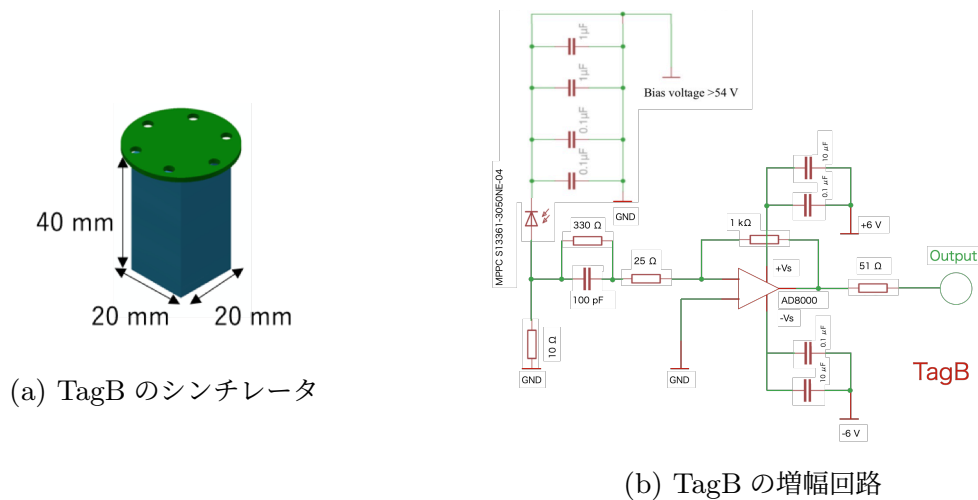 40 mm
20 mm
20 mm
(a) TagB のシンチレータ
1μF
1μF
0.1μF
0.1μF
Bias voltage >54 V
MPPC S13361-3050NE-04
GND
330 Ω
100 pF
25 Ω
10 Ω
GND
GND
1 kΩ
+Vs
AD8000
-Vs
10 μF
0.1 μF
+6 V
51 Ω
Output
0.1 μF
10 μF
-6 V
TagB
(b) TagB の増幅回路